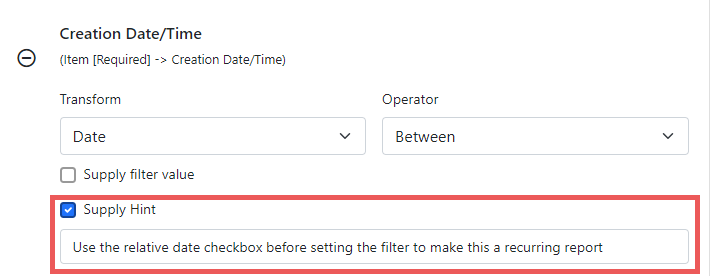 Creation Date/Time
(Item [Required] -> Creation Date/Time)
Transform
Operator
Date
Between
Supply filter value
Supply Hint
Use the relative date checkbox before setting the filter to make this a recurring report